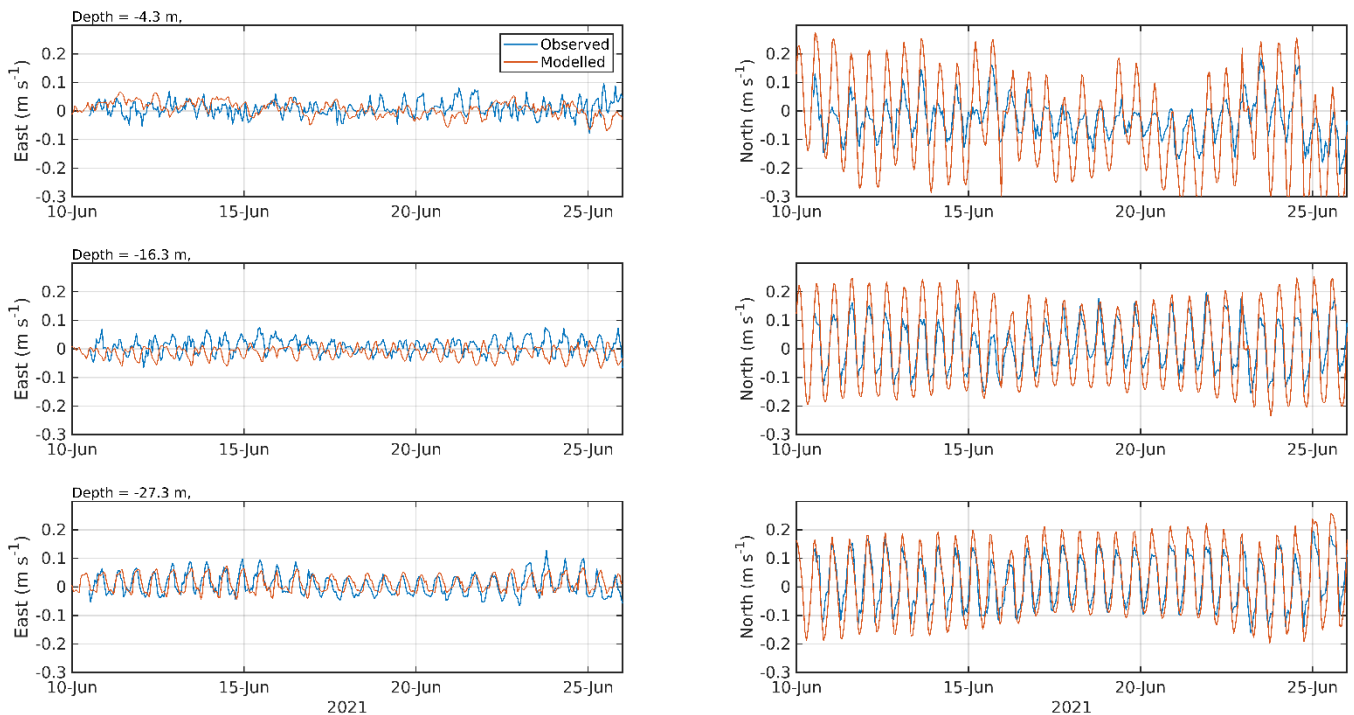 Depth = -4.3 m,
East (m s-1)
0.2
0.1
0
-0.1
-0.2
-0.3
10-Jun 15-Jun 20-Jun 25-Jun
Observed
Modelled
North (m s-1)
0.2
0.1
0
-0.1
-0.2
-0.3
10-Jun 15-Jun 20-Jun 25-Jun
Depth = -16.3 m,
East (m s-1)
0.2
0.1
0
-0.1
-0.2
-0.3
10-Jun 15-Jun 20-Jun 25-Jun
North (m s-1)
0.2
0.1
0
-0.1
-0.2
-0.3
10-Jun 15-Jun 20-Jun 25-Jun
Depth = -27.3 m,
East (m s-1)
0.2
0.1
0
-0.1
-0.2
-0.3
10-Jun 15-Jun 20-Jun 25-Jun
2021
North (m s-1)
0.2
0.1
0
-0.1
-0.2
-0.3
10-Jun 15-Jun 20-Jun 25-Jun
2021